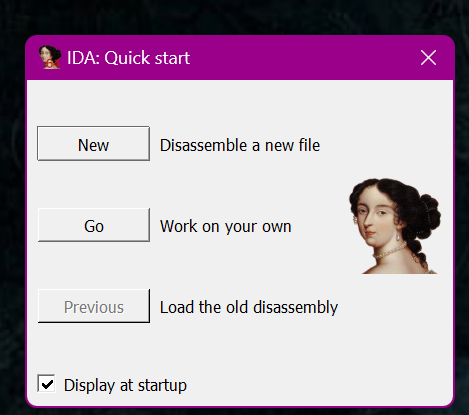 IDA: Quick start
New Disassemble a new file
Go Work on your own
Previous Load the old disassembly
Display at startup